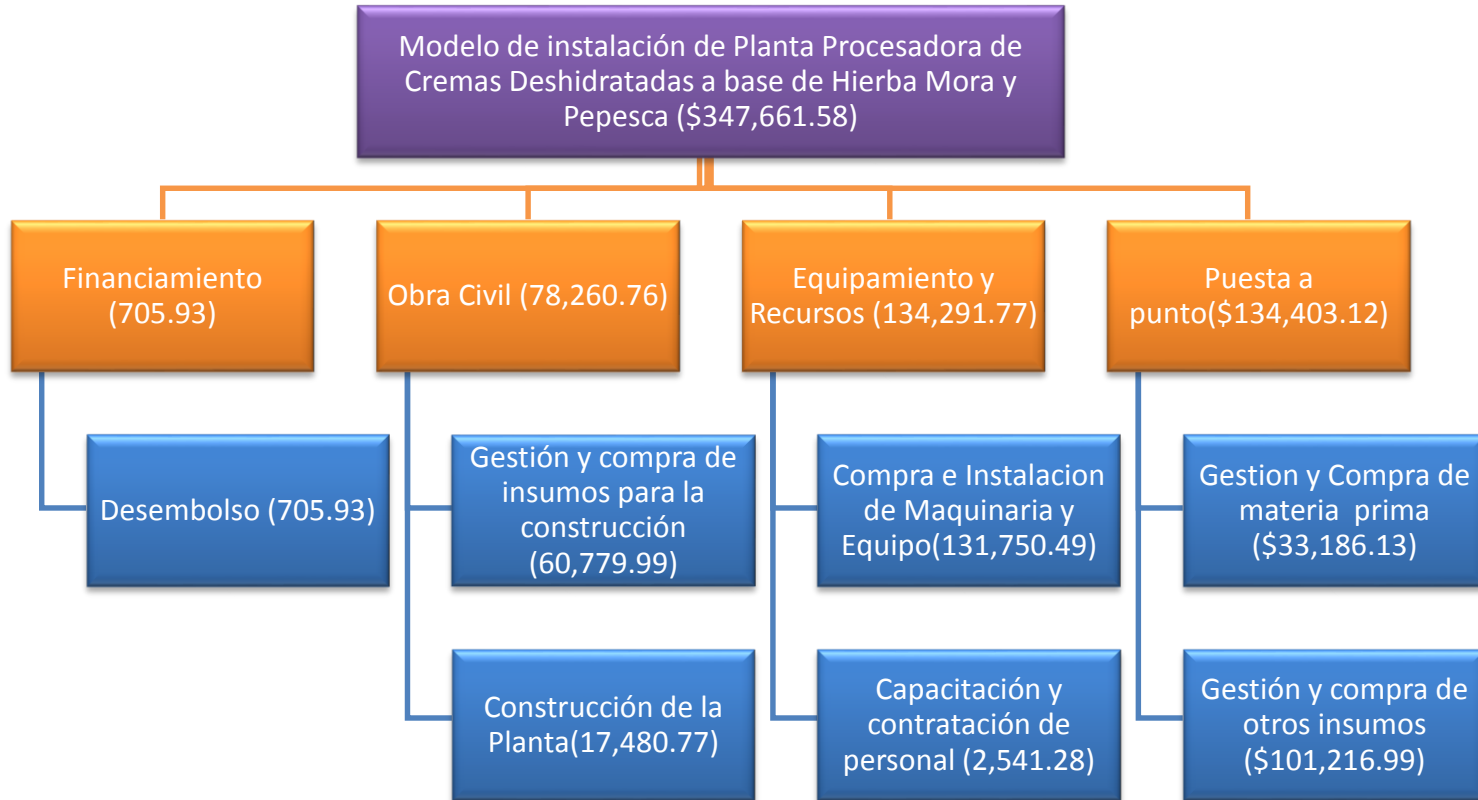 Modelo de instalación de Planta Procesadora de
Cremas Deshidratadas a base de Hierba Mora y
Pepesca ($347,661.58)
Financiamiento
(705.93)
Obra Civil (78,260.76)
Equipamiento y
Recursos (134,291.77)
Puesta a
punto($134,403.12)
Desembolso (705.93)
Gestión y compra de
insumos para la
construcción
(60,779.99)
Compra e Instalacion
de Maquinaria y
Equipo(131,750.49)
Gestion y Compra de
materia  prima
($33,186.13)
Construcción de la
Planta(17,480.77)
Capacitación y
contratación de
personal (2,541.28)
Gestión y compra de
otros insumos
($101,216.99)